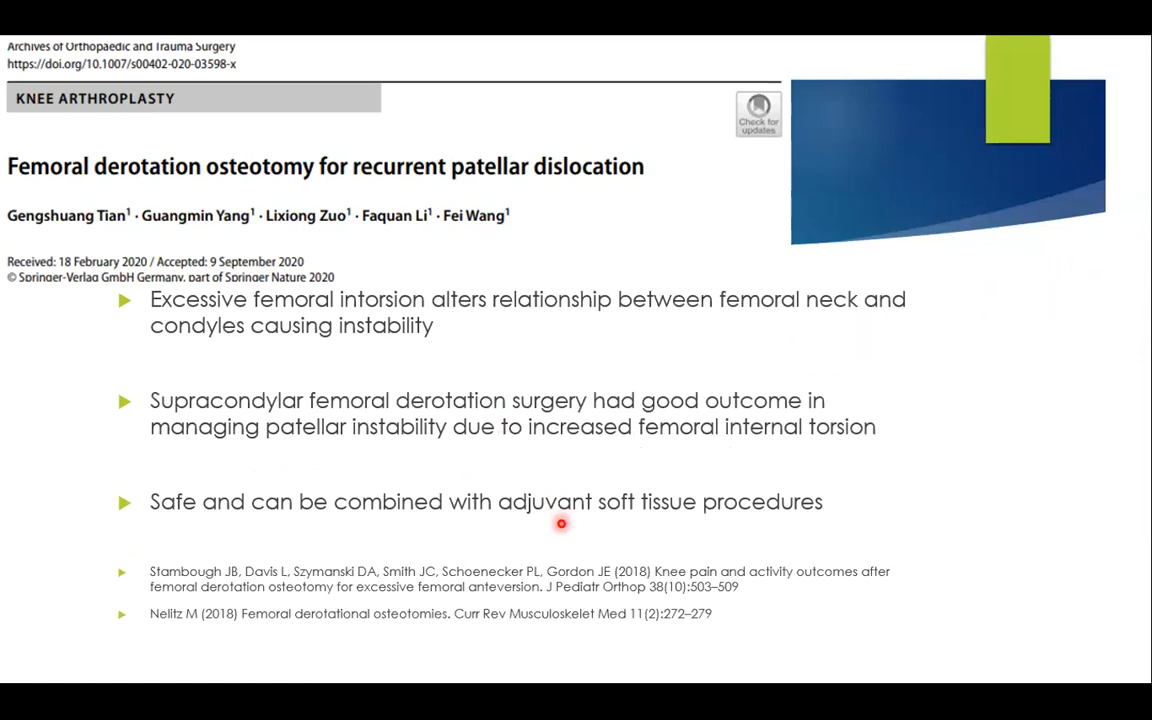 Archives of Orthopaedic and Trauma Surgery
https://doi.org/10.1007/s00402-020-03598-x
KNEE ARTHROPLASTY
Check for
updates
Femoral derotation osteotomy for recurrent patellar dislocation
Gengshuang Tian¹ · Guangmin Yang¹ · Lixiong Zuo¹ · Faquan Li¹ · Fei Wang¹
Received: 18 February 2020 / Accepted: 9 September 2020
© Springer-Verlag GmbH Germany, part of Springer Nature 2020
Excessive femoral intorsion alters relationship between femoral neck and
condyles causing instability
Supracondylar femoral derotation surgery had good outcome in
managing patellar instability due to increased femoral internal torsion
Safe and can be combined with adjuvant soft tissue procedures
Stambough JB, Davis L, Szymanski DA, Smith JC, Schoenecker PL, Gordon JE (2018) Knee pain and activity outcomes after
femoral derotation osteotomy for excessive femoral anteversion. J Pediatr Orthop 38(10):503–509
Nelitz M (2018) Femoral derotational osteotomies. Curr Rev Musculoskelet Med 11(2):272–279